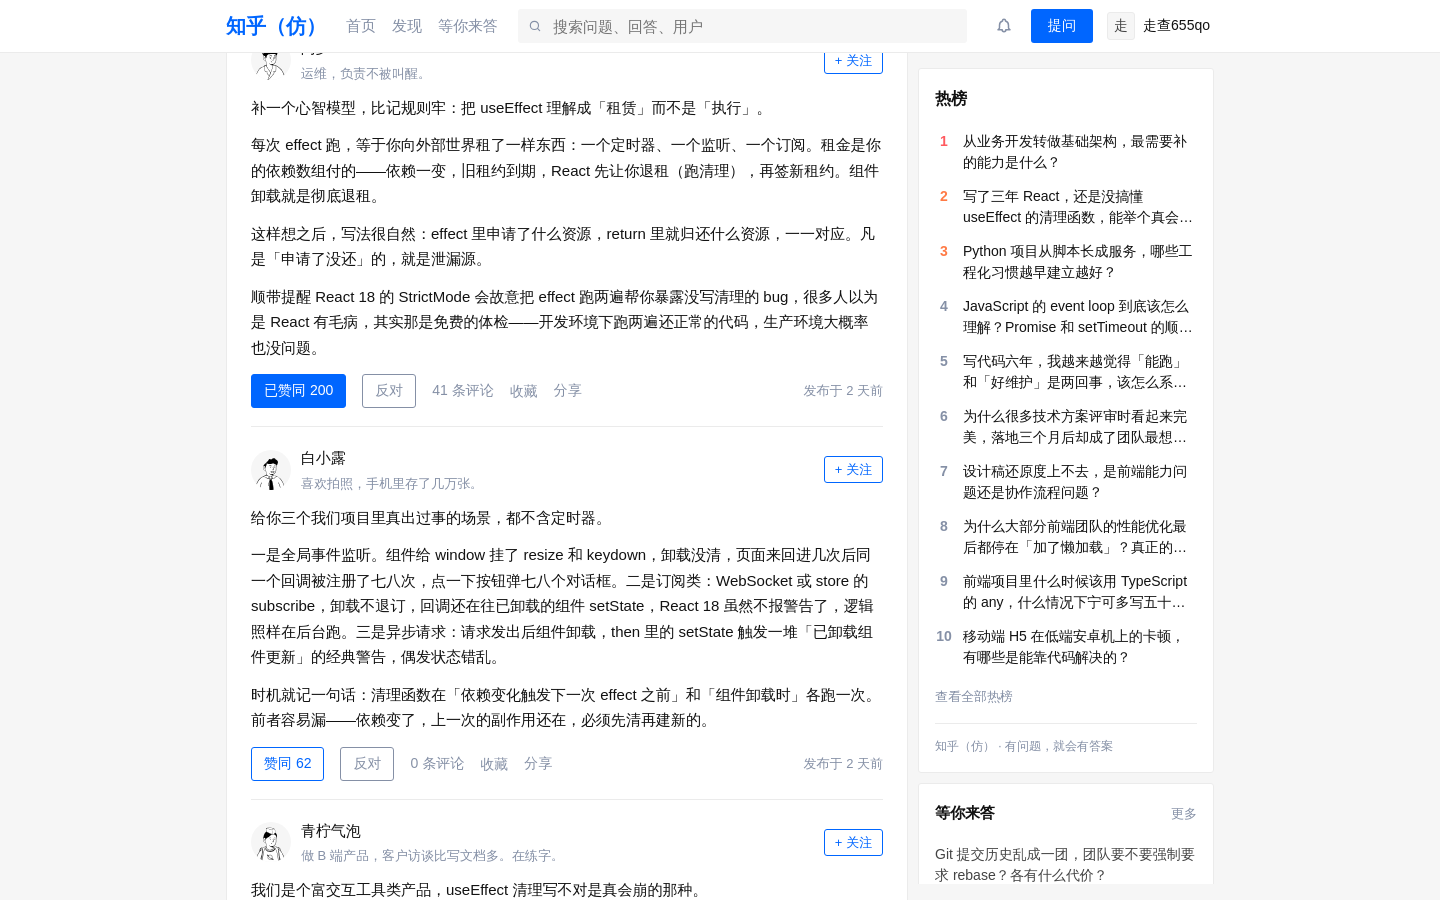 知乎（仿）
首页
发现
等你来答
搜索问题、回答、用户
提问
走
走查655qo
运维，负责不被叫醒。
+ 关注
补一个心智模型，比记规则牢：把 useEffect 理解成「租赁」而不是「执行」。
每次 effect 跑，等于你向外部世界租了一样东西：一个定时器、一个监听、一个订阅。租金是你
的依赖数组付的——依赖一变，旧租约到期，React 先让你退租（跑清理），再签新租约。组件
卸载就是彻底退租。
这样想之后，写法很自然：effect 里申请了什么资源，return 里就归还什么资源，一一对应。凡
是「申请了没还」的，就是泄漏源。
顺带提醒 React 18 的 StrictMode 会故意把 effect 跑两遍帮你暴露没写清理的 bug，很多人以为
是 React 有毛病，其实那是免费的体检——开发环境下跑两遍还正常的代码，生产环境大概率
也没问题。
已赞同 200
反对
41 条评论
收藏
分享
发布于 2 天前
白小露
喜欢拍照，手机里存了几万张。
+ 关注
给你三个我们项目里真出过事的场景，都不含定时器。
一是全局事件监听。组件给 window 挂了 resize 和 keydown，卸载没清，页面来回进几次后同
一个回调被注册了七八次，点一下按钮弹七八个对话框。二是订阅类：WebSocket 或 store 的
subscribe，卸载不退订，回调还在往已卸载的组件 setState，React 18 虽然不报警告了，逻辑
照样在后台跑。三是异步请求：请求发出后组件卸载，then 里的 setState 触发一堆「已卸载组
件更新」的经典警告，偶发状态错乱。
时机就记一句话：清理函数在「依赖变化触发下一次 effect 之前」和「组件卸载时」各跑一次。
前者容易漏——依赖变了，上一次的副作用还在，必须先清再建新的。
赞同 62
反对
0 条评论
收藏
分享
发布于 2 天前
青柠气泡
做 B 端产品，客户访谈比写文档多。在练字。
+ 关注
我们是个富交互工具类产品，useEffect 清理写不对是真会崩的那种。
热榜
1 从业务开发转做基础架构，最需要补
的能力是什么？
2 写了三年 React，还是没搞懂
useEffect 的清理函数，能举个真会…
3 Python 项目从脚本长成服务，哪些工
程化习惯越早建立越好？
4 JavaScript 的 event loop 到底该怎么
理解？Promise 和 setTimeout 的顺…
5 写代码六年，我越来越觉得「能跑」
和「好维护」是两回事，该怎么系…
6 为什么很多技术方案评审时看起来完
美，落地三个月后却成了团队最想…
7 设计稿还原度上不去，是前端能力问
题还是协作流程问题？
8 为什么大部分前端团队的性能优化最
后都停在「加了懒加载」？真正的…
9 前端项目里什么时候该用 TypeScript
的 any，什么情况下宁可多写五十…
10 移动端 H5 在低端安卓机上的卡顿，
有哪些是能靠代码解决的？
查看全部热榜
知乎（仿） · 有问题，就会有答案
等你来答
更多
Git 提交历史乱成一团，团队要不要强制要
求 rebase？各有什么代价？